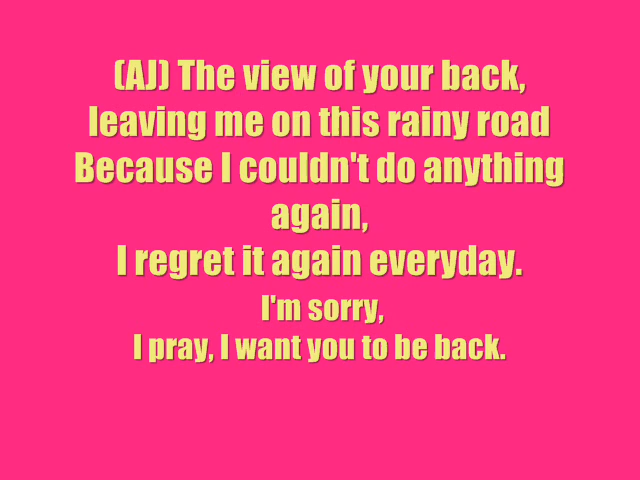 (AJ) The view of your back,
leaving me on this rainy road
Because I couldn't do anything
again,
I regret it again everyday.
I'm sorry,
I pray, I want you to be back.